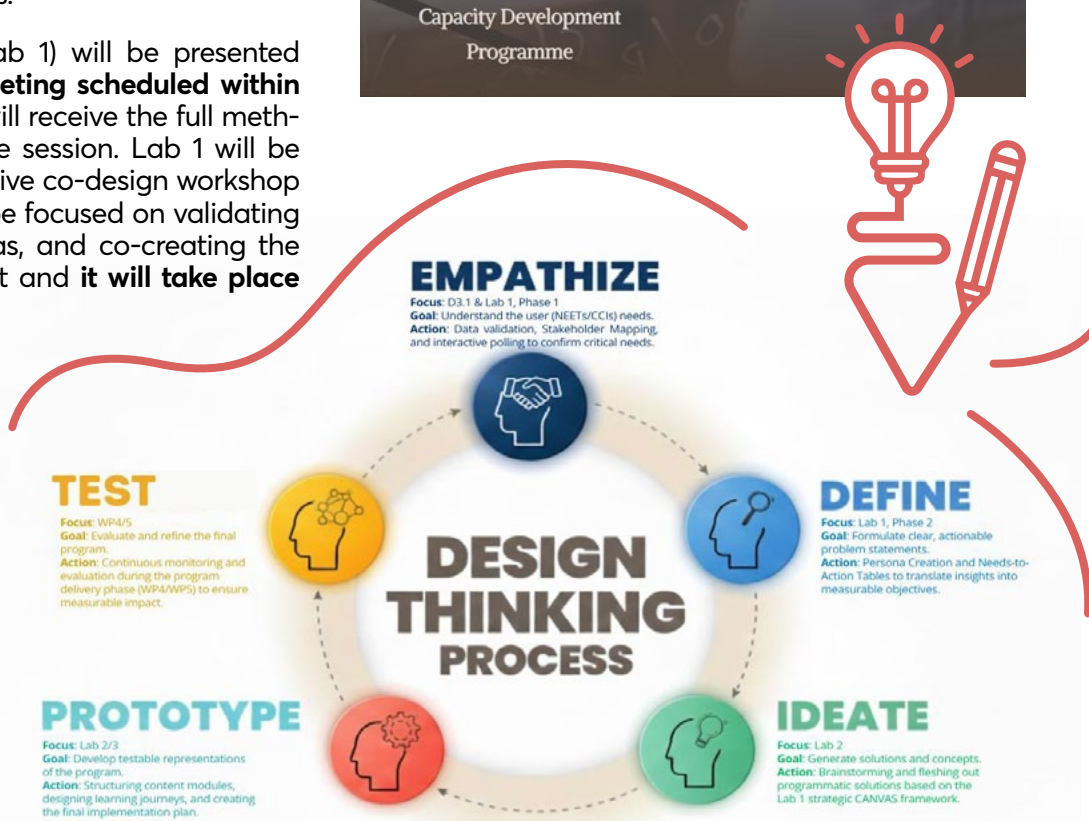 s.
ab 1) will be presented
eting scheduled within
ill receive the full meth-
e session. Lab 1 will be
ive co-design workshop
be focused on validating
as, and co-creating the
t and it will take place
Capacity Development
Programme
EMPATHIZE
Focus: D3.1 & Lab 1, Phase 1
Goal: Understand the user (NEETs/CCIs) needs.
Action: Data validation, Stakeholder Mapping,
and interactive polling to confirm critical needs.
DEFINE
Focus: Lab 1, Phase 2
Goal: Formulate clear, actionable
problem statements.
Action: Persona Creation and Needs-to-
Action Tables to translate insights into
measurable objectives.
IDEATE
Focus: Lab 2
Goal: Generate solutions and concepts.
Action: Brainstorming and fleshing out
programmatic solutions based on the
Lab 1 strategic CANVAS framework.
PROTOTYPE
Focus: Lab 2/3
Goal: Develop testable representations
of the program.
Action: Structuring content modules,
designing learning journeys, and creating
the final implementation plan.
TEST
Focus: WP4/5
Goal: Evaluate and refine the final
program.
Action: Continuous monitoring and
evaluation during the program
delivery phase (WP4/WP5) to ensure
measurable impact.
DESIGN
THINKING
PROCESS